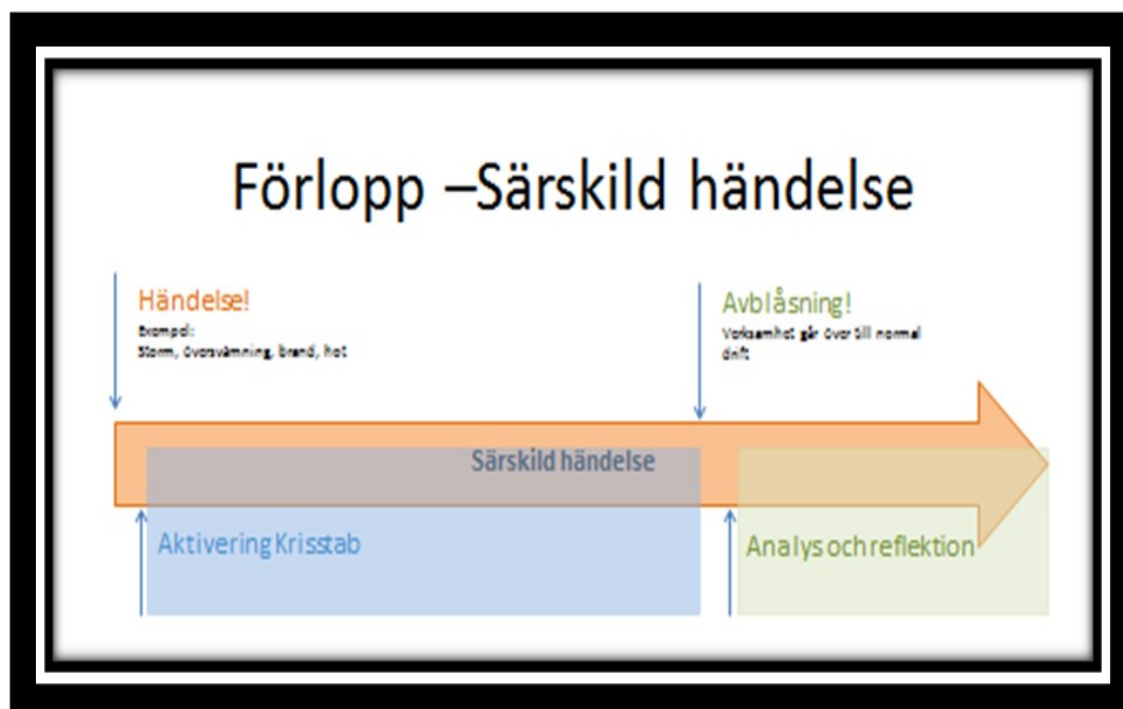 Förlopp –Särskild händelse
Händelse!
Exempel:
Storm, översvämning, brand, hot
Avblåsning!
Verksamhet går över till normal
drift
Särskild händelse
Aktivering Krisstab
Analys och reflektion